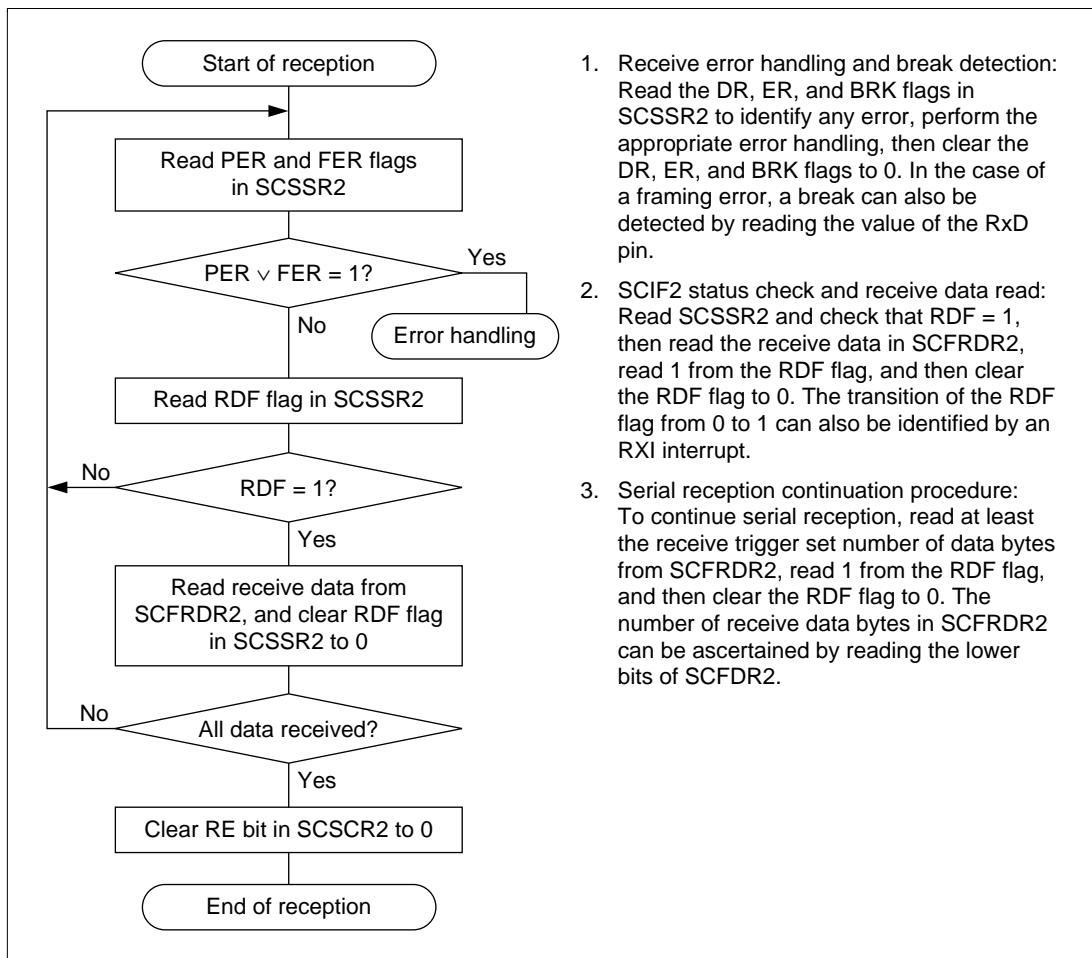 Start of reception
Read PER and FER flags
in SCSSR2
PER ∨ FER = 1?
Yes
Error handling
No
Read RDF flag in SCSSR2
No
RDF = 1?
Yes
Read receive data from
SCFRDR2, and clear RDF flag
in SCSSR2 to 0
No
All data received?
Yes
Clear RE bit in SCSCR2 to 0
End of reception
1. Receive error handling and break detection:
Read the DR, ER, and BRK flags in
SCSSR2 to identify any error, perform the
appropriate error handling, then clear the
DR, ER, and BRK flags to 0. In the case of
a framing error, a break can also be
detected by reading the value of the RxD
pin.
2. SCIF2 status check and receive data read:
Read SCSSR2 and check that RDF = 1,
then read the receive data in SCFRDR2,
read 1 from the RDF flag, and then clear
the RDF flag to 0. The transition of the RDF
flag from 0 to 1 can also be identified by an
RXI interrupt.
3. Serial reception continuation procedure:
To continue serial reception, read at least
the receive trigger set number of data bytes
from SCFRDR2, read 1 from the RDF flag,
and then clear the RDF flag to 0. The
number of receive data bytes in SCFRDR2
can be ascertained by reading the lower
bits of SCFDR2.